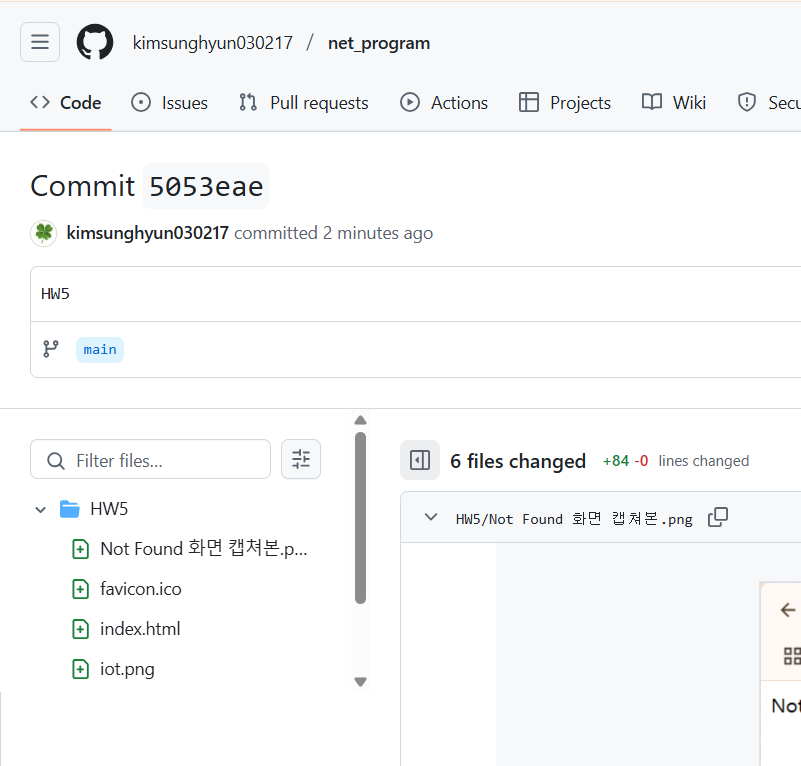 kimsunghyun030217 / net_program
Code Issues Pull requests Actions Projects Wiki Secu
Commit 5053eae
kimsunghyun030217 committed 2 minutes ago
HW5
main
Filter files...
6 files changed +84 -0 lines changed
HW5
HW5/Not Found 화면 캡쳐본.png
Not Found 화면 캡쳐본.p...
favicon.ico
index.html
iot.png
Not